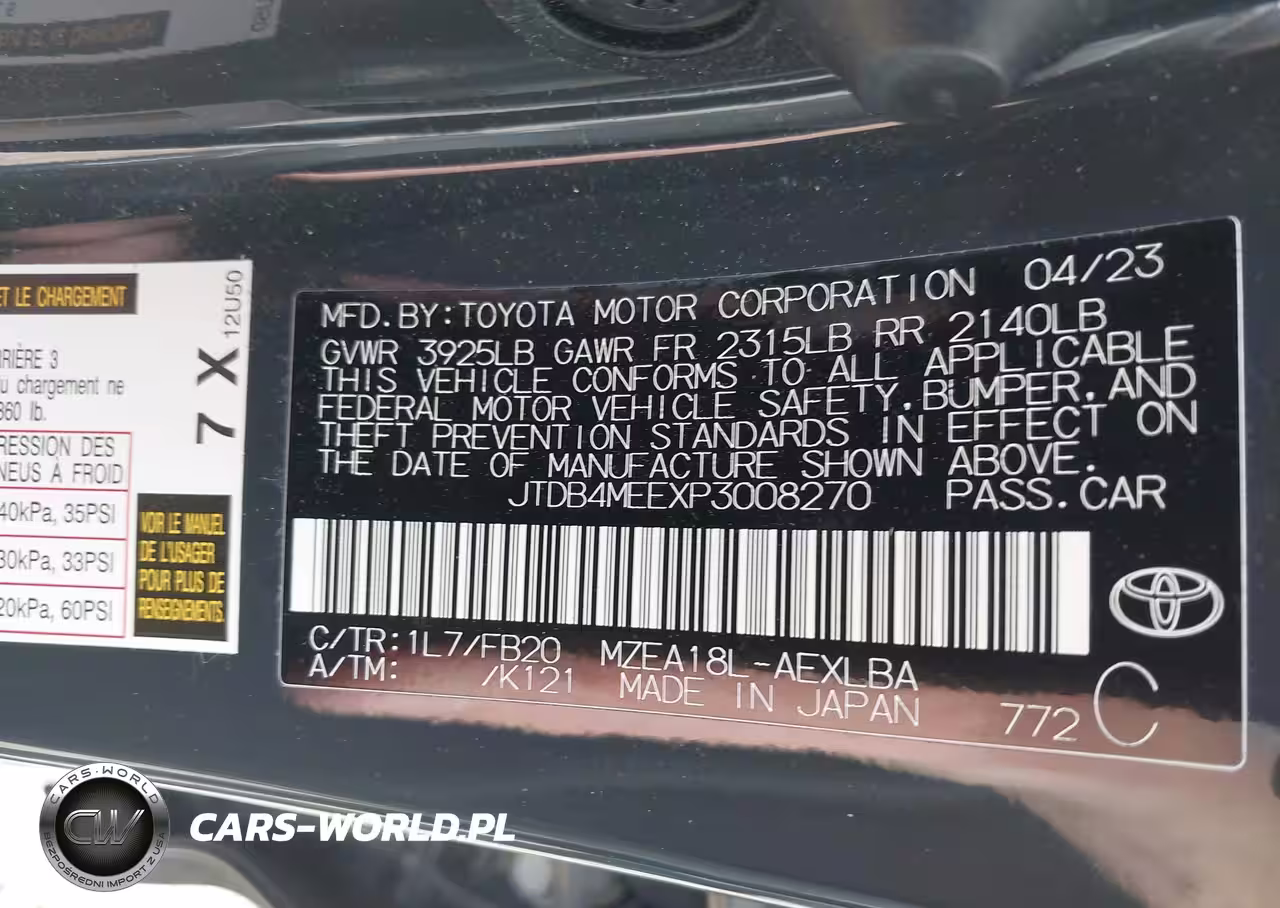 ET LE CHARGEMENT
RIÈRE 3
u chargement ne
360 lb.
RESSION DES
NEUS À FROID
40kPa, 35PSI
30kPa, 33PSI
20kPa, 60PSI
7 X 12U50
VOIR LE MANUEL
DE L'USAGER
POUR PLUS DE
RENSEIGNEMENTS
MFD.BY:TOYOTA MOTOR CORPORATION 04/23
GVWR 3925LB GAWR FR 2315LB RR 2140LB
THIS VEHICLE CONFORMS TO ALL APPLICABLE
FEDERAL MOTOR VEHICLE SAFETY,BUMPER,AND
THEFT PREVENTION STANDARDS IN EFFECT ON
THE DATE OF MANUFACTURE SHOWN ABOVE.
JTDB4MEEXP3008270 PASS.CAR
C/TR:1L7/FB20 MZEA18L-AEXLBA
A/TM: /K121 MADE IN JAPAN 772 C
CARS-WORLD
CW
BEZPOŚREDNI IMPORT Z USA
CARS-WORLD.PL